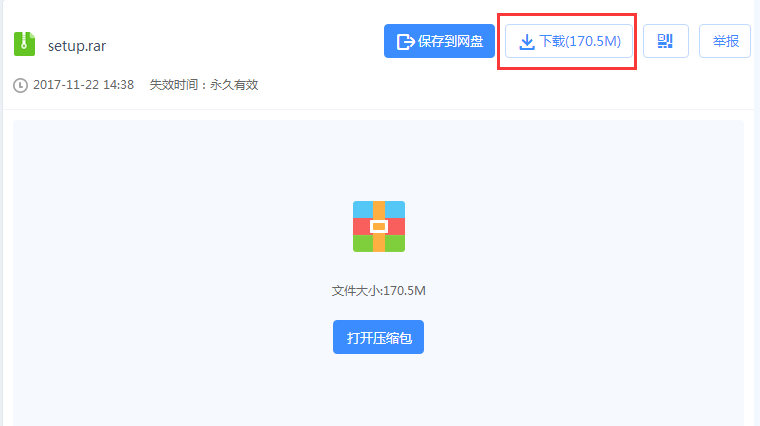 setup.rar
保存到网盘
下载(170.5M)
举报
2017-11-22 14:38 失效时间：永久有效
文件大小:170.5M
打开压缩包